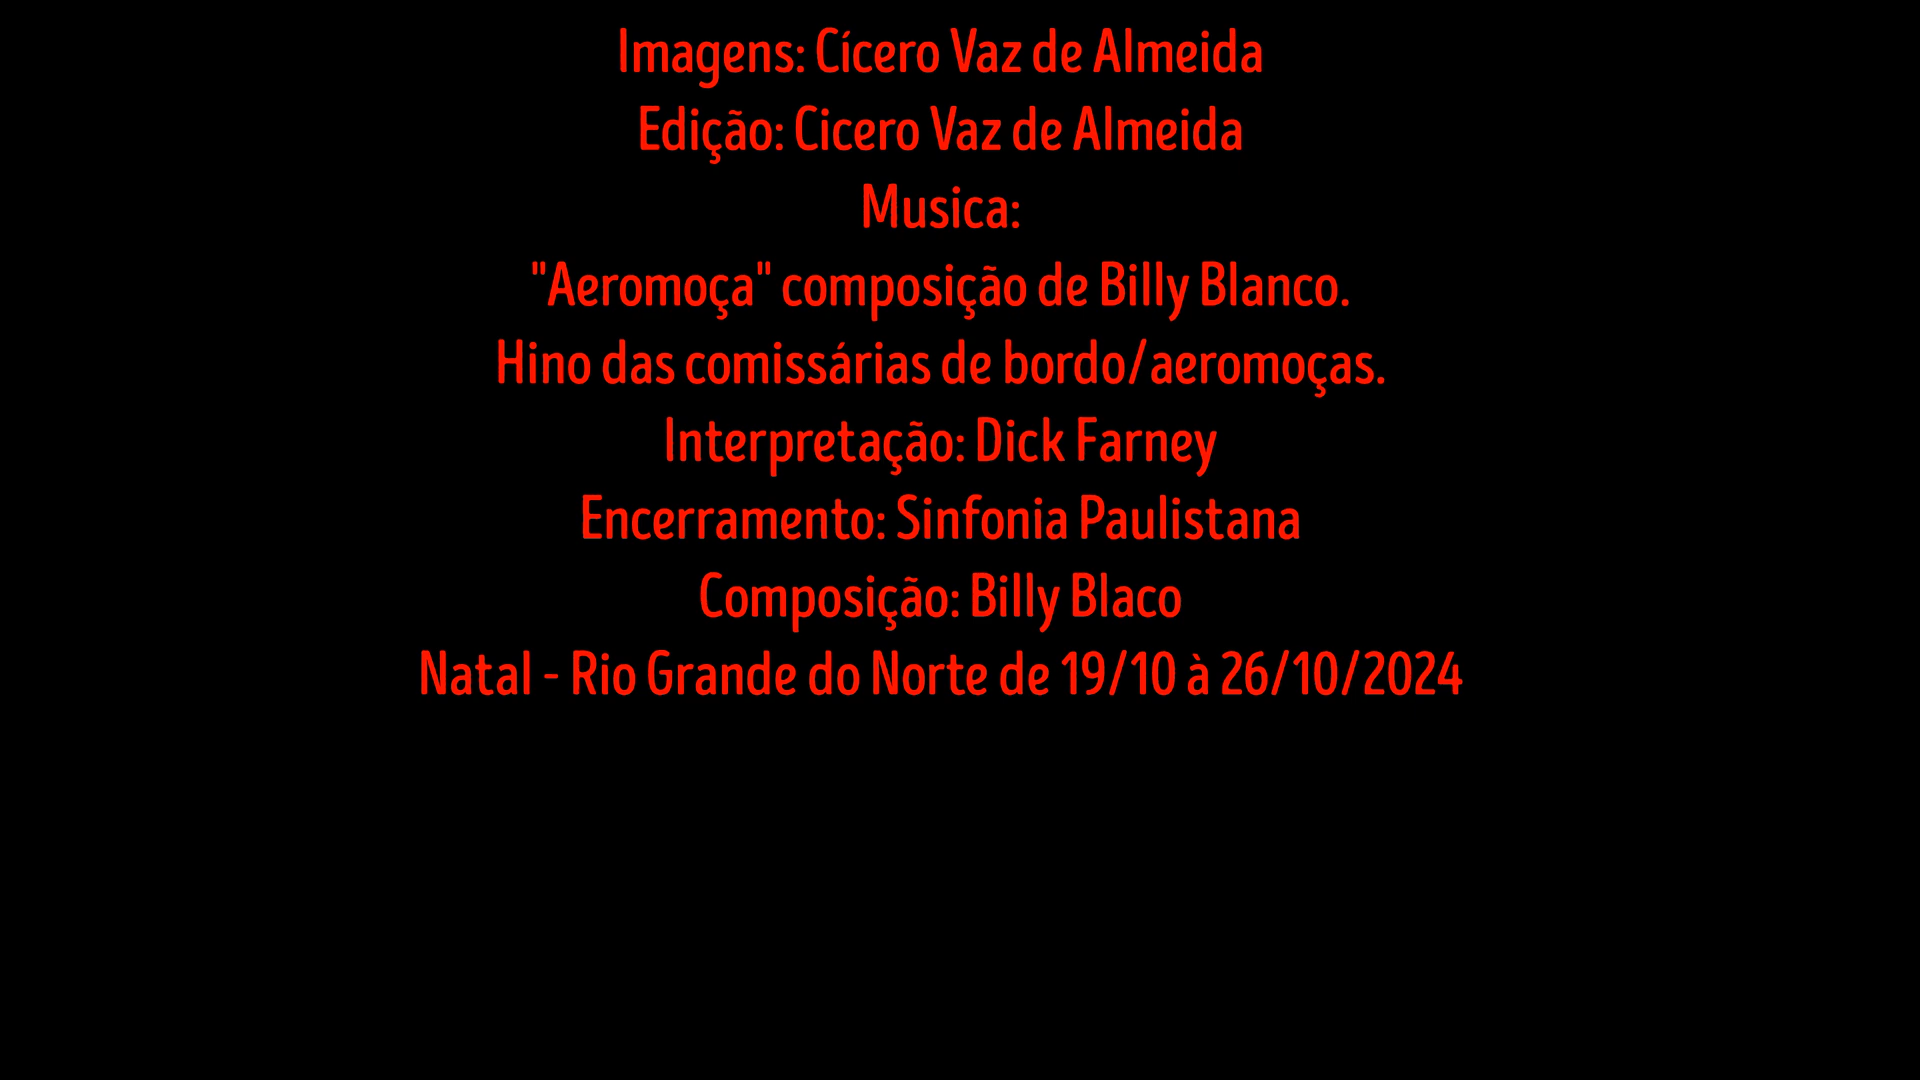 Imagens: Cícero Vaz de Almeida
Edição: Cicero Vaz de Almeida
Musica:
"Aeromoça" composição de Billy Blanco.
Hino das comissárias de bordo/aeromoças.
Interpretação: Dick Farney
Encerramento: Sinfonia Paulistana
Composição: Billy Blaco
Natal - Rio Grande do Norte de 19/10 à 26/10/2024